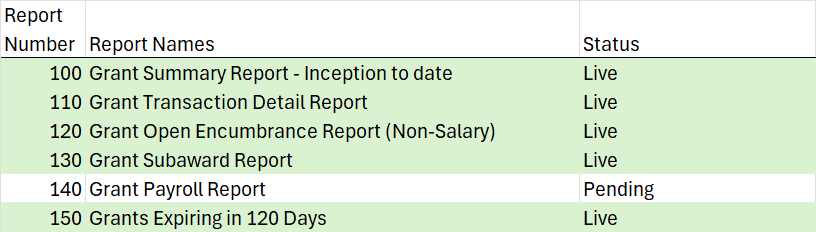 Report
Number Report Names Status
100 Grant Summary Report - Inception to date Live
110 Grant Transaction Detail Report Live
120 Grant Open Encumbrance Report (Non-Salary) Live
130 Grant Subaward Report Live
140 Grant Payroll Report Pending
150 Grants Expiring in 120 Days Live